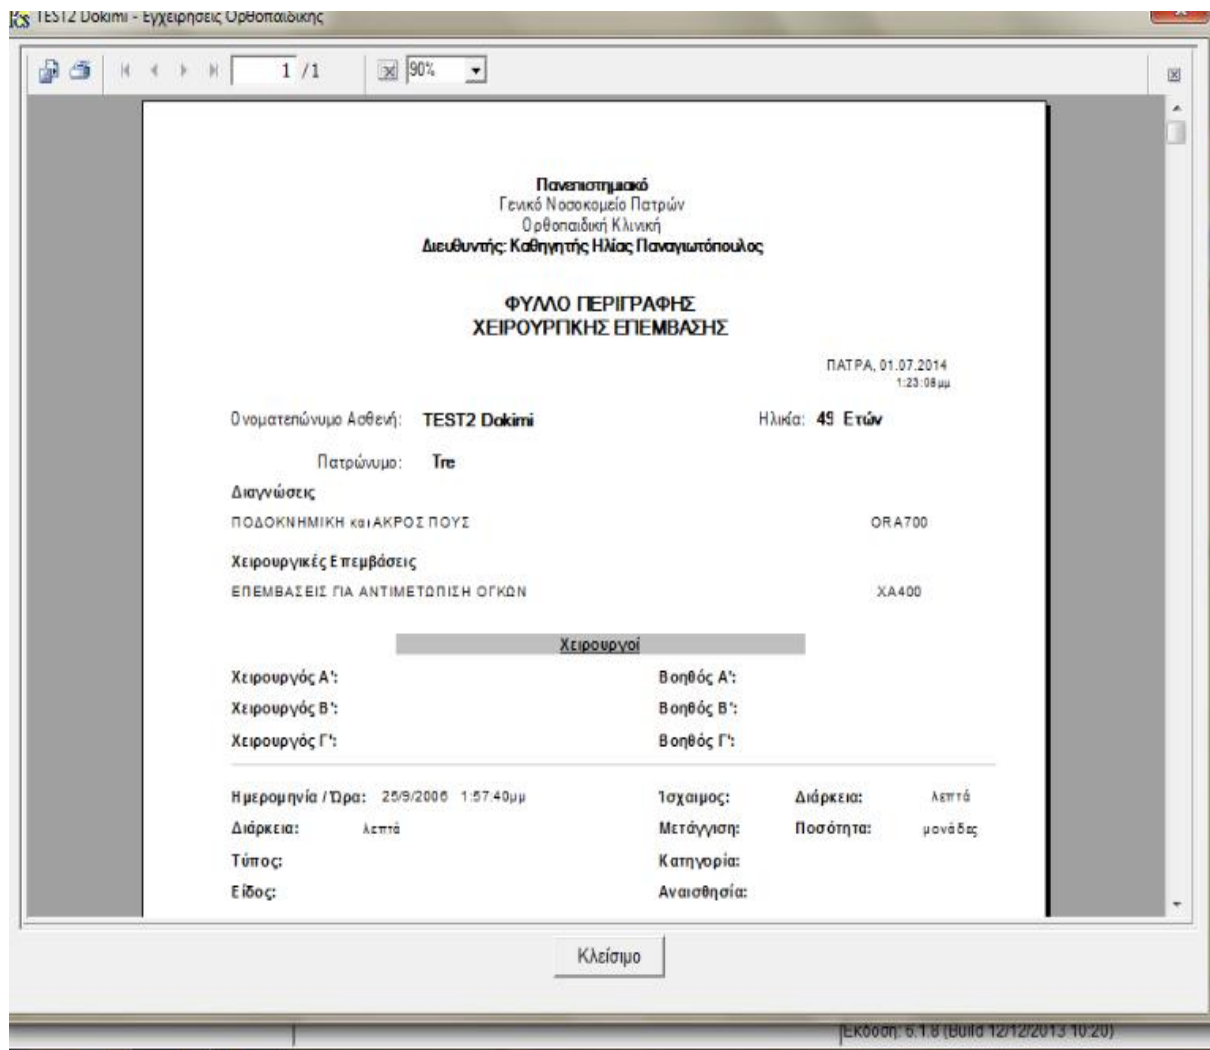 TEST2 Dokimi - Εγχειρήσεις Ορθοπαιδικής
1 /1 90%
Πανεπιστημιακό
Γενικό Νοσοκομείο Πατρών
Ορθοπαιδική Κλινική
Διευθυντής: Καθηγητής Ηλίας Παναγιωτόπουλος
ΦΥΛΛΟ ΠΕΡΙΓΡΑΦΗΣ
ΧΕΙΡΟΥΡΓΙΚΗΣ ΕΠΕΜΒΑΣΗΣ
ΠΑΤΡΑ, 01.07.2014
1:23:08μμ
Ονοματεπώνυμο Ασθενή: TEST2 Dokimi Ηλικία: 49 Ετών
Πατρώνυμο: Tre
Διαγνώσεις
ΠΟΔΟΚΝΗΜΙΚΗ και ΑΚΡΟΣ ΠΟΥΣ ORA700
Χειρουργικές Επεμβάσεις
ΕΠΕΜΒΑΣΕΙΣ ΓΙΑ ΑΝΤΙΜΕΤΩΠΙΣΗ ΟΓΚΩΝ XA400
Χειρουργοί
Χειρουργός Α': Βοηθός Α':
Χειρουργός Β': Βοηθός Β':
Χειρουργός Γ': Βοηθός Γ':
Ημερομηνία / Ώρα: 25/9/2006 1:57:40μμ Ίσχαιμος: Διάρκεια: λεπτά
Διάρκεια: λεπτά Μετάγγιση: Ποσότητα: μονάδες
Τύπος: Κατηγορία:
Είδος: Αναισθησία:
Κλείσιμο
Έκδοση: 6.1.8 (Build 12/12/2013 10:20)